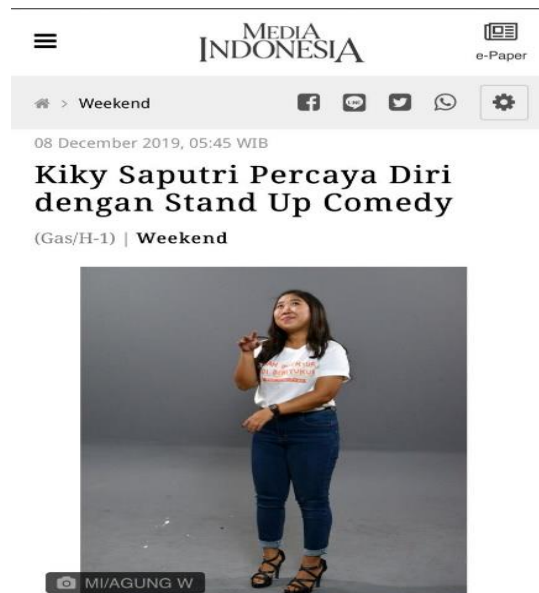 MEDIA
INDONESIA
e-Paper
> Weekend
08 December 2019, 05:45 WIB
Kiky Saputri Percaya Diri
dengan Stand Up Comedy
(Gas/H-1) | Weekend
MI/AGUNG W